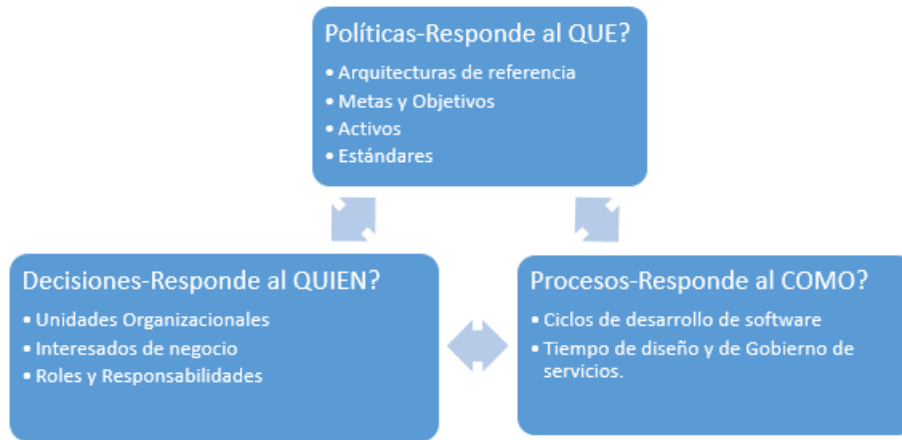 Políticas-Responde al QUE?
• Arquitecturas de referencia
• Metas y Objetivos
• Activos
• Estándares
Decisiones-Responde al QUIEN?
• Unidades Organizacionales
• Interesados de negocio
• Roles y Responsabilidades
Procesos-Responde al COMO?
• Ciclos de desarrollo de software
• Tiempo de diseño y de Gobierno de
servicios.